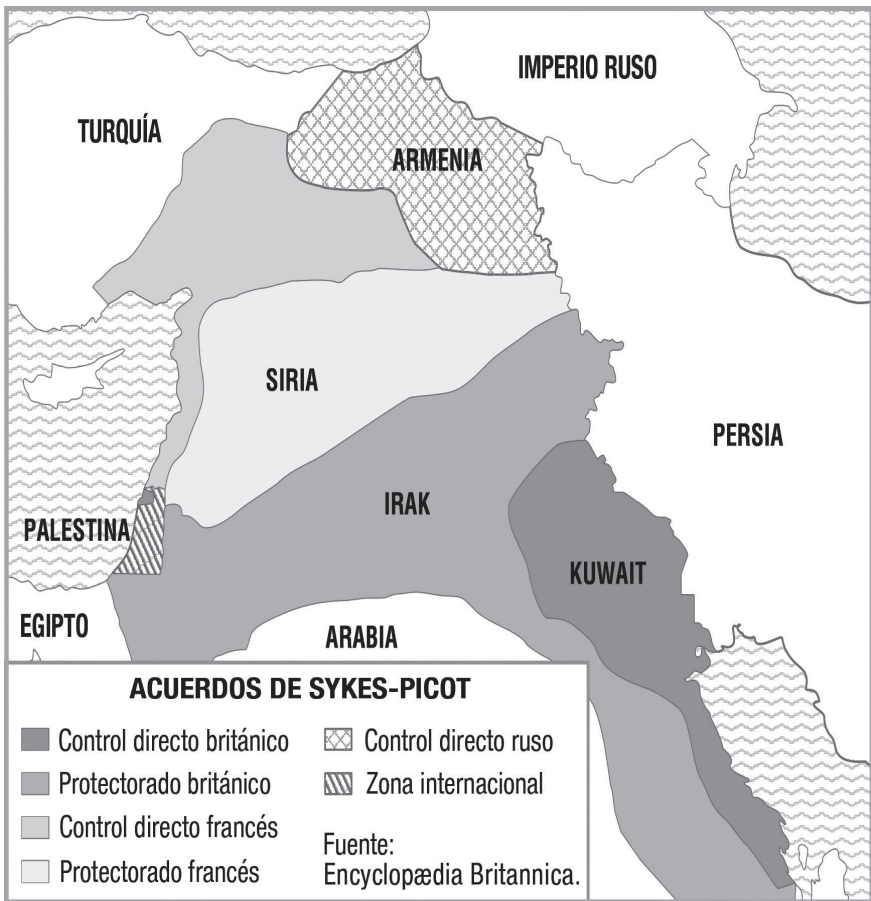 IMPERIO RUSO
TURQUÍA
ARMENIA
SIRIA
PERSIA
IRAK
PALESTINA
KUWAIT
EGIPTO
ARABIA
ACUERDOS DE SYKES-PICOT
Control directo británico
Protectorado británico
Control directo francés
Protectorado francés
Control directo ruso
Zona internacional
Fuente:
Encyclopædia Britannica.